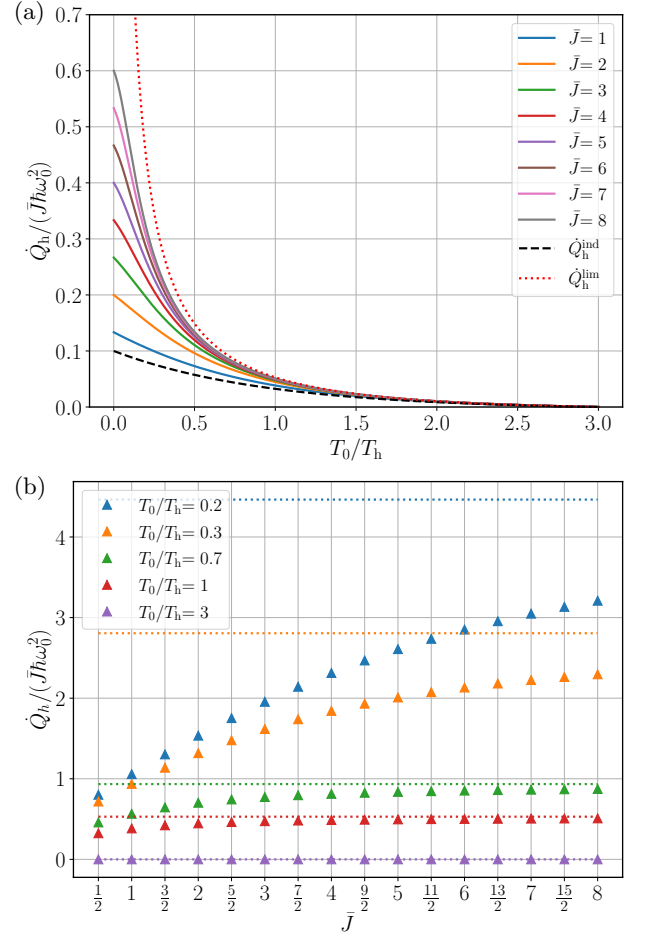 (a)
0.7
0.6
0.5
0.4
0.3
0.2
0.1
0.0
Q̇ₕ/(J̄ℏω₀²)
J̄ = 1
J̄ = 2
J̄ = 3
J̄ = 4
J̄ = 5
J̄ = 6
J̄ = 7
J̄ = 8
Q̇ₕ^ind
Q̇ₕ^lim
0.0 0.5 1.0 1.5 2.0 2.5 3.0
T₀/Tₕ
(b)
4
3
2
1
0
Q̇ₕ/(J̄ℏω₀²)
T₀/Tₕ = 0.2
T₀/Tₕ = 0.3
T₀/Tₕ = 0.7
T₀/Tₕ = 1
T₀/Tₕ = 3
1/2 1 3/2 2 5/2 3 7/2 4 9/2 5 11/2 6 13/2 7 15/2 8
J̄